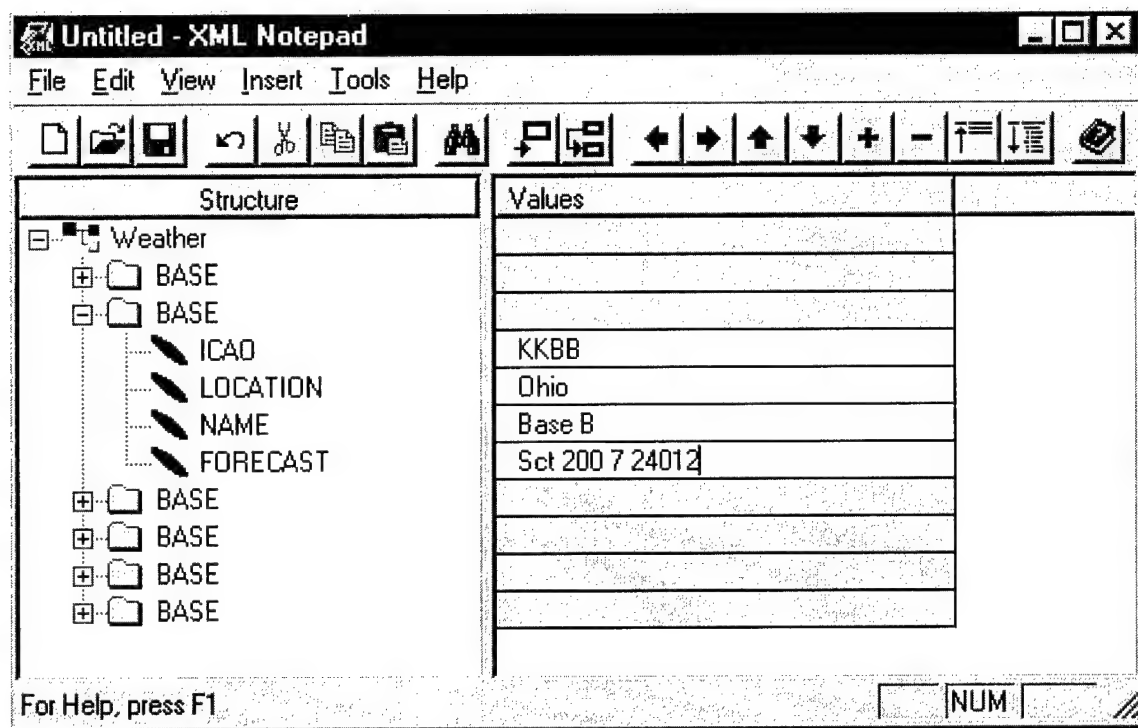 XML Untitled - XML Notepad
File Edit View Insert Tools Help
Structure Values
Weather
BASE
BASE
ICAO KKBB
LOCATION Ohio
NAME Base B
FORECAST Sct 200 7 24012
BASE
BASE
BASE
BASE
For Help, press F1 NUM